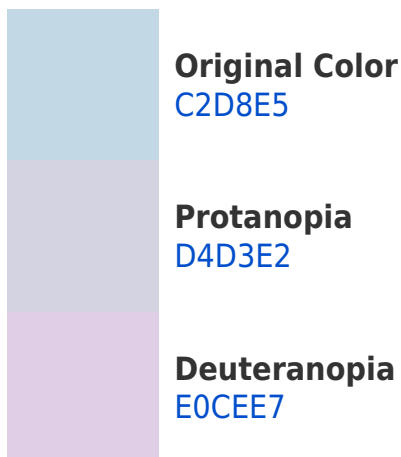 Original Color
C2D8E5
Protanopia
D4D3E2
Deuteranopia
E0CEE7